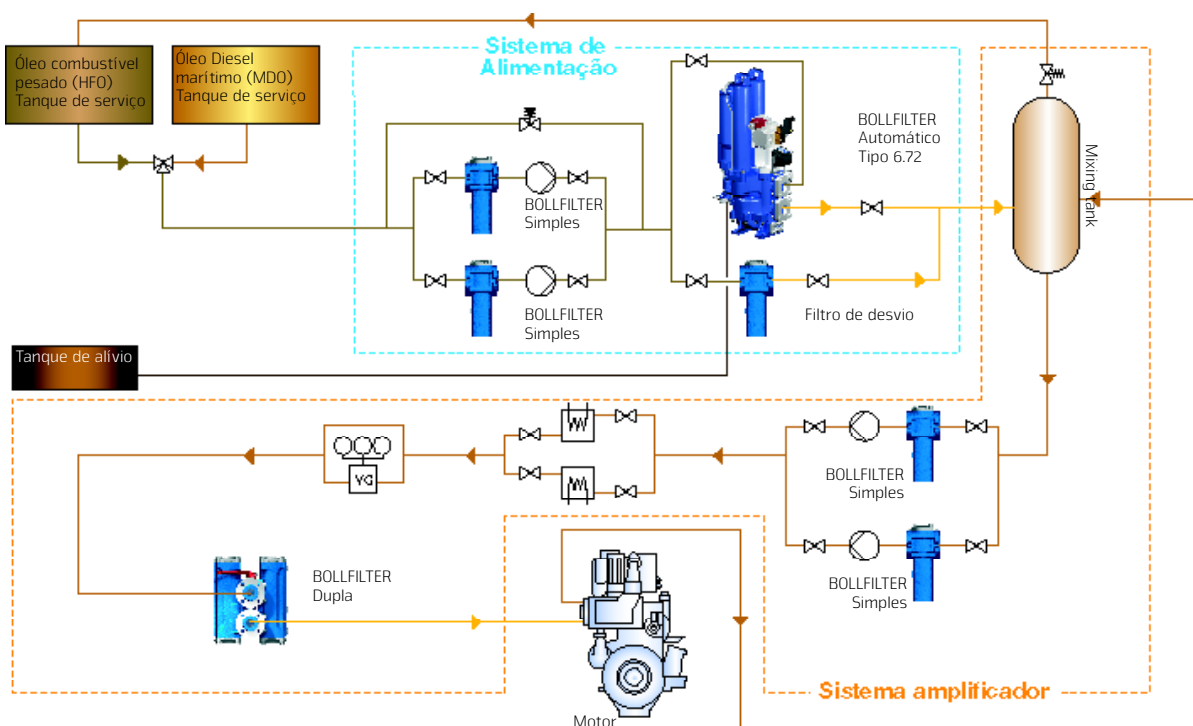 Óleo combustível
pesado (HFO)
Tanque de serviço
Óleo Diesel
marítimo (MDO)
Tanque de serviço
Sistema de
Alimentação
BOLLFILTER
Automático
Tipo 6.72
Mixing tank
BOLLFILTER
Simples
BOLLFILTER
Simples
Filtro de desvio
Tanque de alívio
VG
BOLLFILTER
Simples
BOLLFILTER
Simples
BOLLFILTER
Dupla
Sistema amplificador
Motor